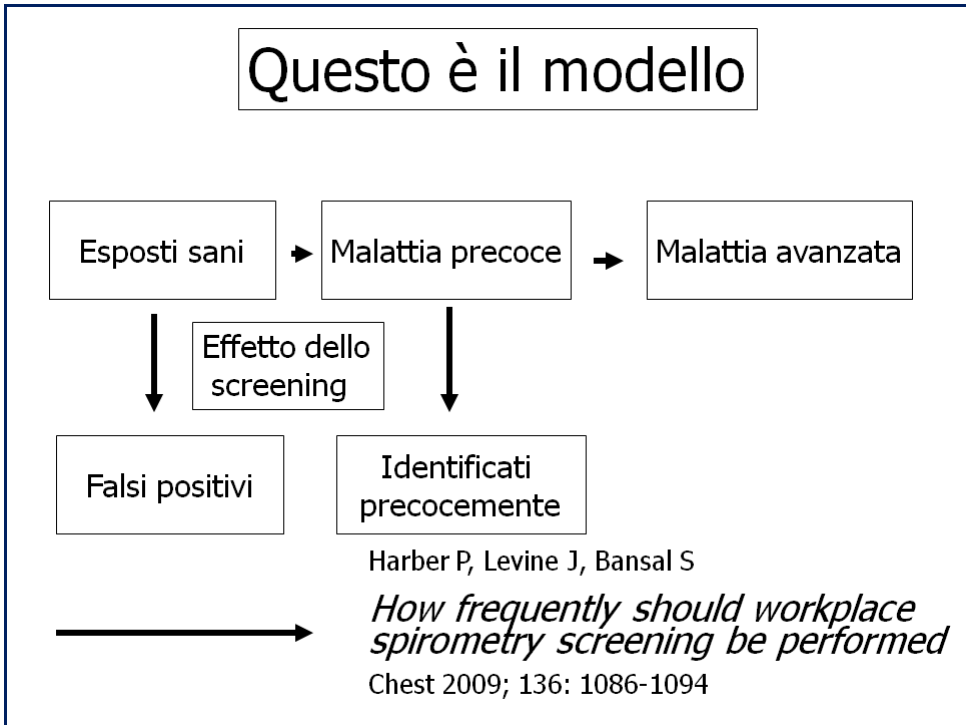 Questo è il modello
Esposti sani
Malattia precoce
Malattia avanzata
Effetto dello
screening
Falsi positivi
Identificati
precocemente
Harber P, Levine J, Bansal S
How frequently should workplace
spirometry screening be performed
Chest 2009; 136: 1086-1094